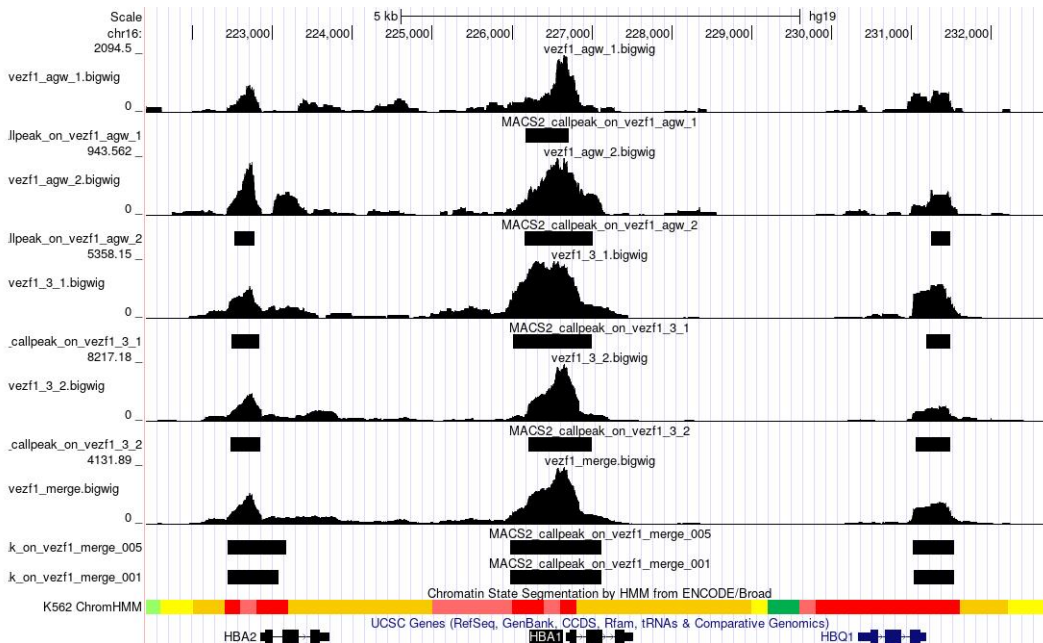 Scale 5 kb hg19
chr16: 223,000 224,000 225,000 226,000 227,000 228,000 229,000 230,000 231,000 232,000
2094.5 _ vezf1_agw_1.bigwig
vezf1_agw_1.bigwig
0 _
MACS2_callpeak_on_vezf1_agw_1
.llpeak_on_vezf1_agw_1
943.562 _ vezf1_agw_2.bigwig
vezf1_agw_2.bigwig
0 _
MACS2_callpeak_on_vezf1_agw_2
.llpeak_on_vezf1_agw_2
5358.15 _ vezf1_3_1.bigwig
vezf1_3_1.bigwig
0 _
MACS2_callpeak_on_vezf1_3_1
_callpeak_on_vezf1_3_1
8217.18 _ vezf1_3_2.bigwig
vezf1_3_2.bigwig
0 _
MACS2_callpeak_on_vezf1_3_2
_callpeak_on_vezf1_3_2
4131.89 _ vezf1_merge.bigwig
vezf1_merge.bigwig
0 _
MACS2_callpeak_on_vezf1_merge_005
.k_on_vezf1_merge_005
MACS2_callpeak_on_vezf1_merge_001
.k_on_vezf1_merge_001
Chromatin State Segmentation by HMM from ENCODE/Broad
K562 ChromHMM
UCSC Genes (RefSeq, GenBank, CCDS, Rfam, tRNAs & Comparative Genomics)
HBA2 HBA1 HBQ1